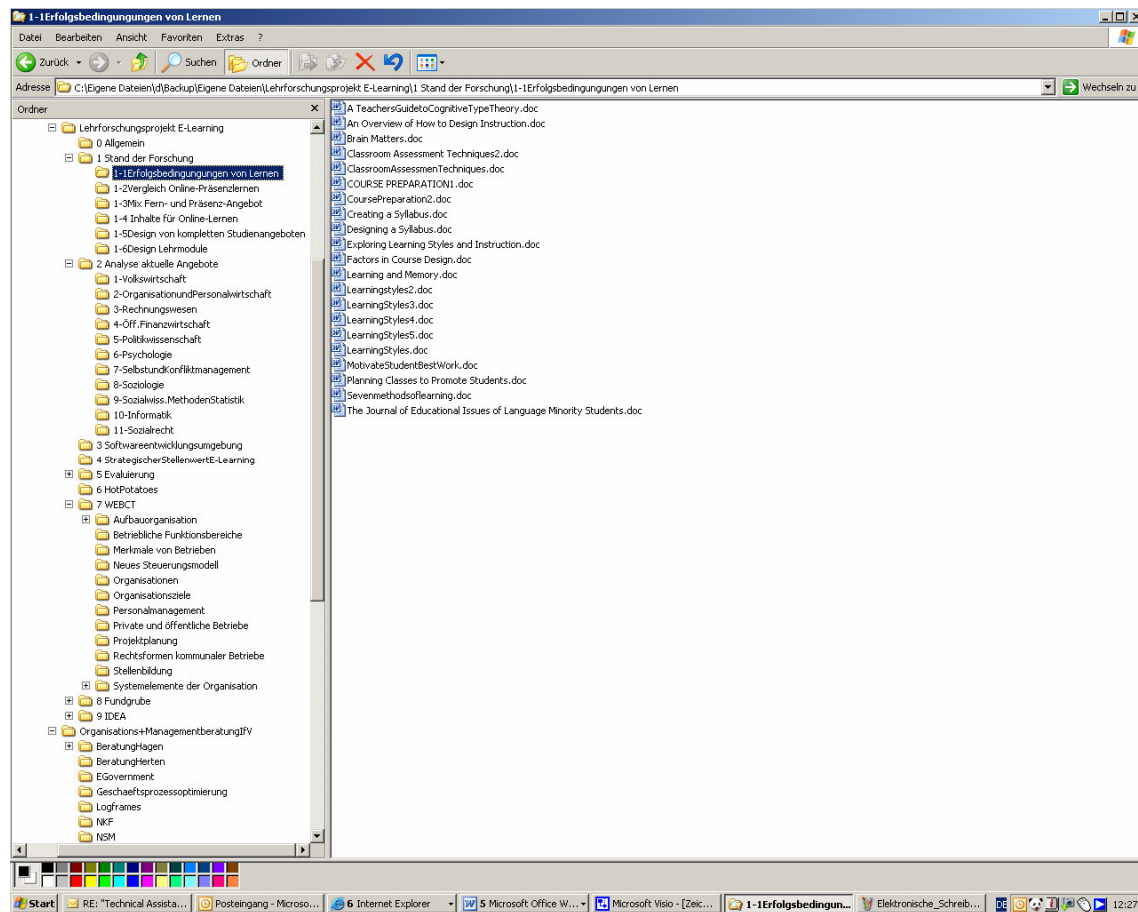 1-1Erfolgsbedingungungen von Lernen
Datei Bearbeiten Ansicht Favoriten Extras ?
Zurück Suchen Ordner
Adresse C:\Eigene Dateien\d\Backup\Eigene Dateien\Lehrforschungsprojekt E-Learning\1 Stand der Forschung\1-1Erfolgsbedingungungen von Lernen Wechseln zu
Ordner
Lehrforschungsprojekt E-Learning
0 Allgemein
1 Stand der Forschung
1-1Erfolgsbedingungungen von Lernen
1-2Vergleich Online-Präsenzlernen
1-3Mix Fern- und Präsenz-Angebot
1-4 Inhalte für Online-Lernen
1-5Design von kompletten Studienangeboten
1-6Design Lehrmodule
2 Analyse aktuelle Angebote
1-Volkswirtschaft
2-OrganisationundPersonalwirtschaft
3-Rechnungswesen
4-Öff.Finanzwirtschaft
5-Politikwissenschaft
6-Psychologie
7-SelbstundKonfliktmanagement
8-Soziologie
9-Sozialwiss.MethodenStatistik
10-Informatik
11-Sozialrecht
3 Softwareentwicklungsumgebung
4 StrategischerStellenwertE-Learning
5 Evaluierung
6 HotPotatoes
7 WEBCT
Aufbauorganisation
Betriebliche Funktionsbereiche
Merkmale von Betrieben
Neues Steuerungsmodell
Organisationen
Organisationsziele
Personalmanagement
Private und öffentliche Betriebe
Projektplanung
Rechtsformen kommunaler Betriebe
Stellenbildung
Systemelemente der Organisation
8 Fundgrube
9 IDEA
Organisations+ManagementberatungIfV
BeratungHagen
BeratungHerten
EGovernment
Geschaeftsprozessoptimierung
Logframes
NKF
NSM
A TeachersGuidetoCognitiveTypeTheory.doc
An Overview of How to Design Instruction.doc
Brain Matters.doc
Classroom Assessment Techniques2.doc
ClassroomAssessmenTechniques.doc
COURSE PREPARATION1.doc
CoursePreparation2.doc
Creating a Syllabus.doc
Designing a Syllabus.doc
Exploring Learning Styles and Instruction.doc
Factors in Course Design.doc
Learning and Memory.doc
Learningstyles2.doc
LearningStyles3.doc
LearningStyles4.doc
LearningStyles5.doc
LearningStyles.doc
MotivateStudentBestWork.doc
Planning Classes to Promote Students.doc
Sevenmethodsoflearning.doc
The Journal of Educational Issues of Language Minority Students.doc
Start RE: "Technical Assista... Posteingang - Microso... 6 Internet Explorer 5 Microsoft Office W... Microsoft Visio - [Zeic... 1-1Erfolgsbedingun... Elektronische_Schreib... DE 12:27